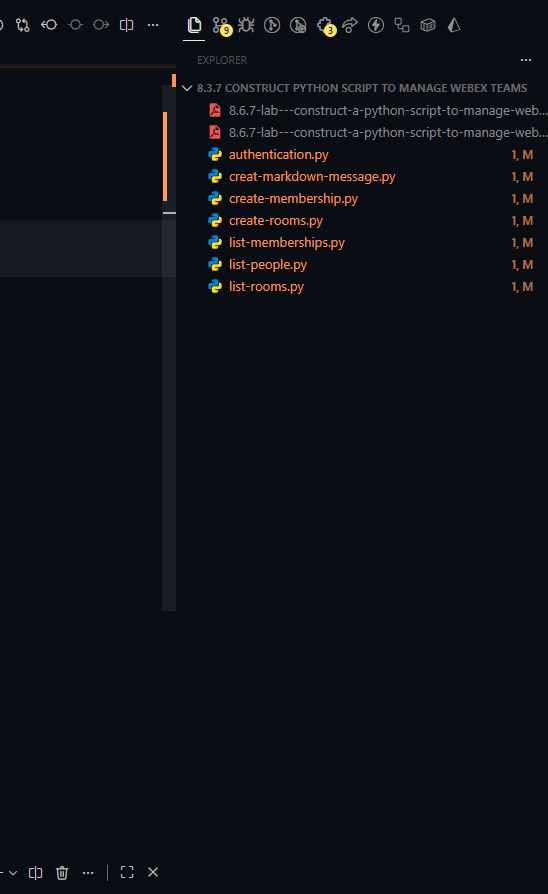 9
3
EXPLORER
8.3.7 CONSTRUCT PYTHON SCRIPT TO MANAGE WEBEX TEAMS
8.6.7-lab---construct-a-python-script-to-manage-web...
8.6.7-lab---construct-a-python-script-to-manage-web...
authentication.py 1, M
creat-markdown-message.py 1, M
create-membership.py 1, M
create-rooms.py 1, M
list-memberships.py 1, M
list-people.py 1, M
list-rooms.py 1, M